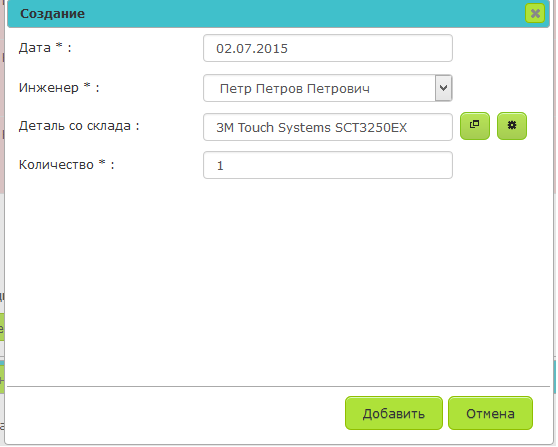 Создание
Дата * : 02.07.2015
Инженер * : Петр Петров Петрович
Деталь со склада : 3M Touch Systems SCT3250EX
Количество * : 1
Добавить Отмена